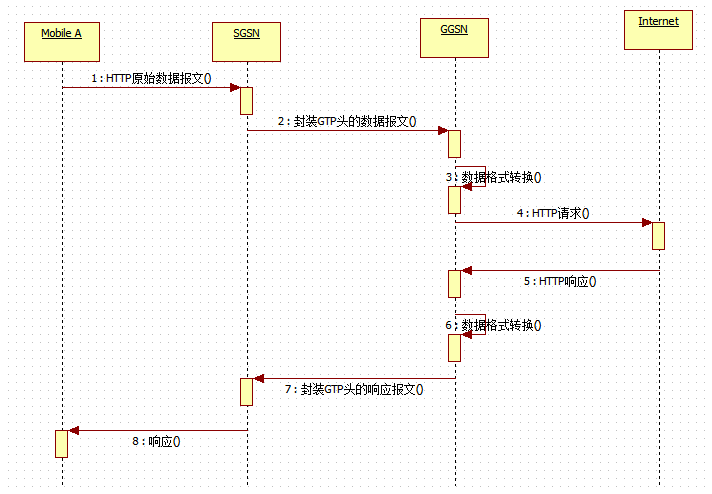 Mobile A
SGSN
GGSN
Internet
1 : HTTP原始数据报文()
2 : 封装GTP头的数据报文()
3 : 数据格式转换()
4 : HTTP请求()
5 : HTTP响应()
6 : 数据格式转换()
7 : 封装GTP头的响应报文()
8 : 响应()